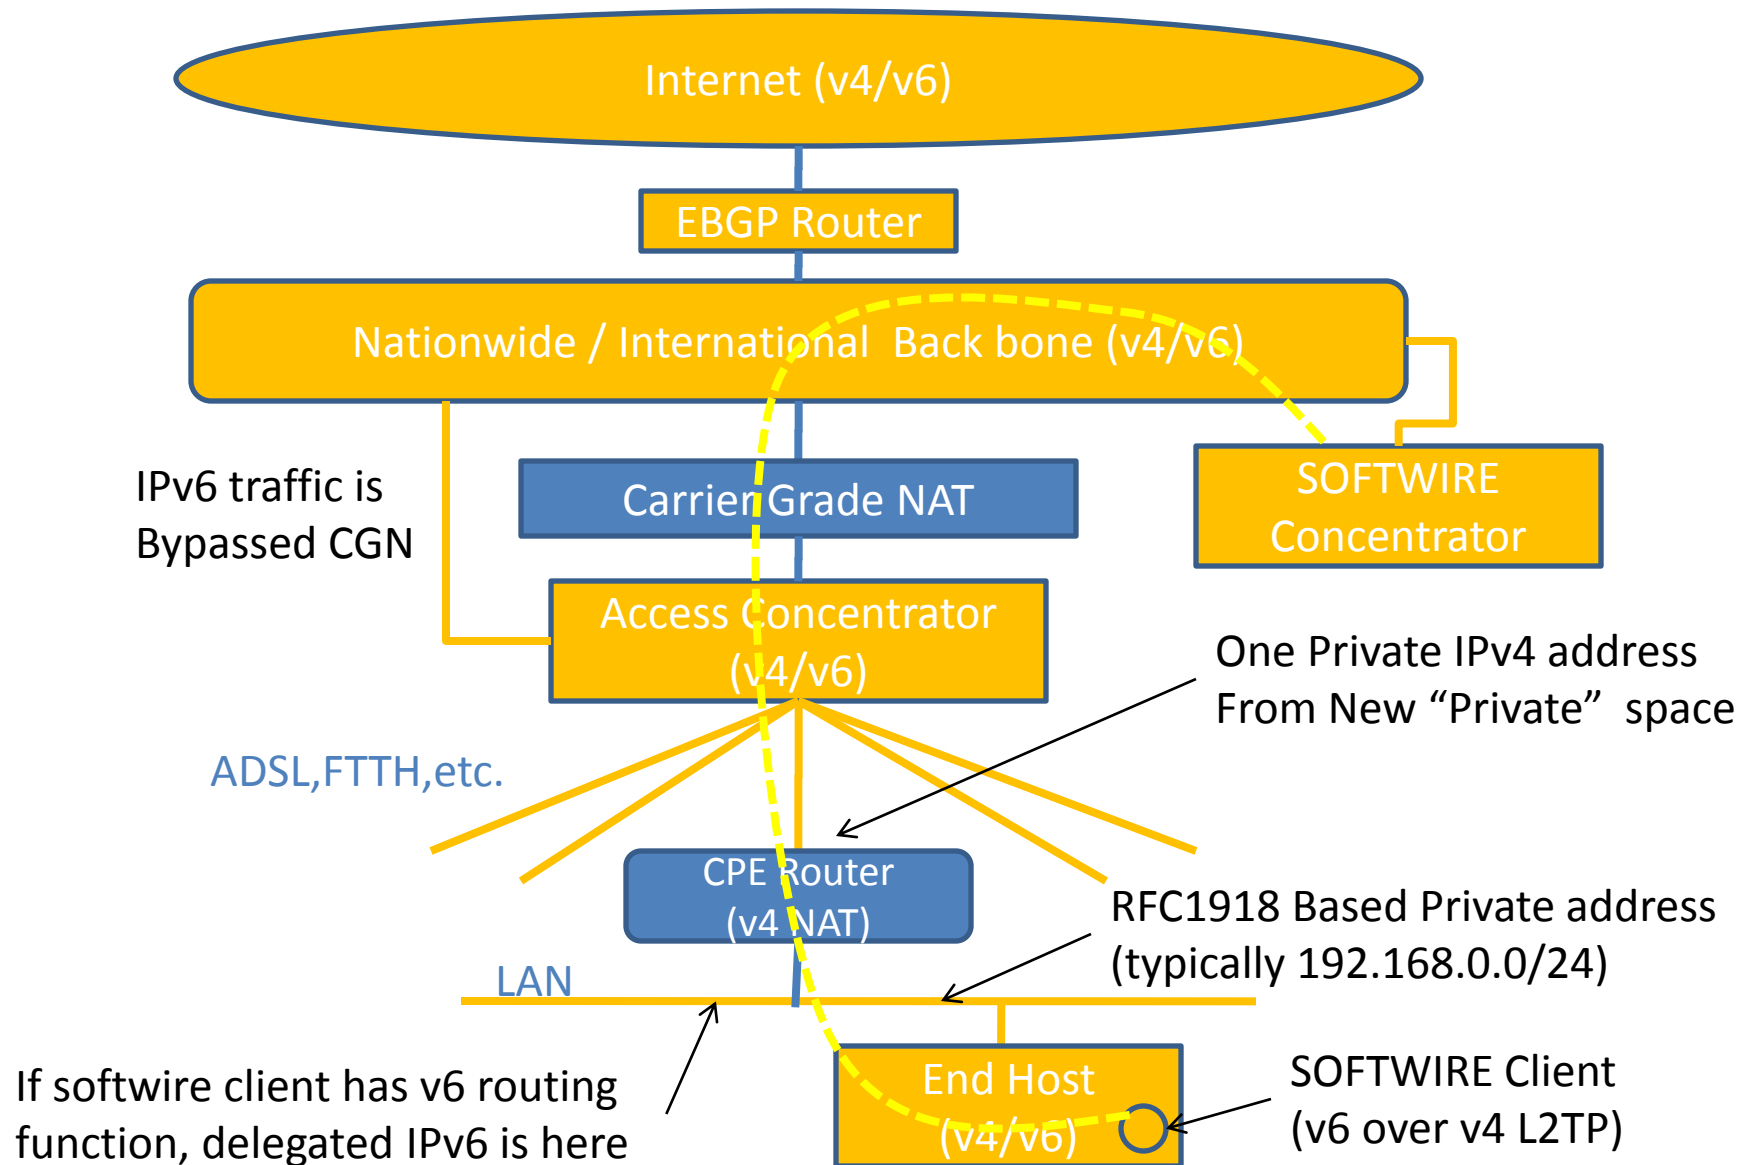 Internet (v4/v6)
EBGP Router
Nationwide / International  Back bone (v4/v6)
IPv6 traffic is
Bypassed CGN
Carrier Grade NAT
SOFTWIRE
Concentrator
Access Concentrator
(v4/v6)
One Private IPv4 address
From New “Private”  space
ADSL,FTTH,etc.
CPE Router
(v4 NAT)
RFC1918 Based Private address
(typically 192.168.0.0/24)
LAN
If softwire client has v6 routing
function, delegated IPv6 is here
End Host
(v4/v6)
SOFTWIRE Client
(v6 over v4 L2TP)